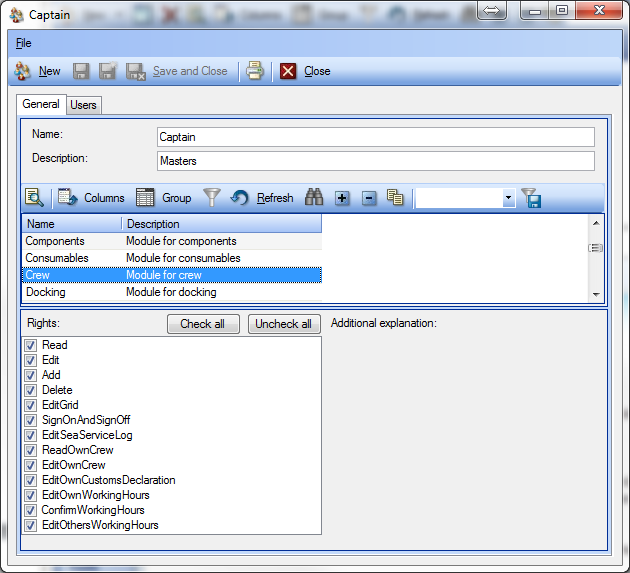 Captain
File
New Save and Close Close
General Users
Name: Captain
Description: Masters
Columns Group Refresh
Name Description
Components Module for components
Consumables Module for consumables
Crew Module for crew
Docking Module for docking
Rights: Check all Uncheck all Additional explanation:
Read
Edit
Add
Delete
EditGrid
SignOnAndSignOff
EditSeaServiceLog
ReadOwnCrew
EditOwnCrew
EditOwnCustomsDeclaration
EditOwnWorkingHours
ConfirmWorkingHours
EditOthersWorkingHours